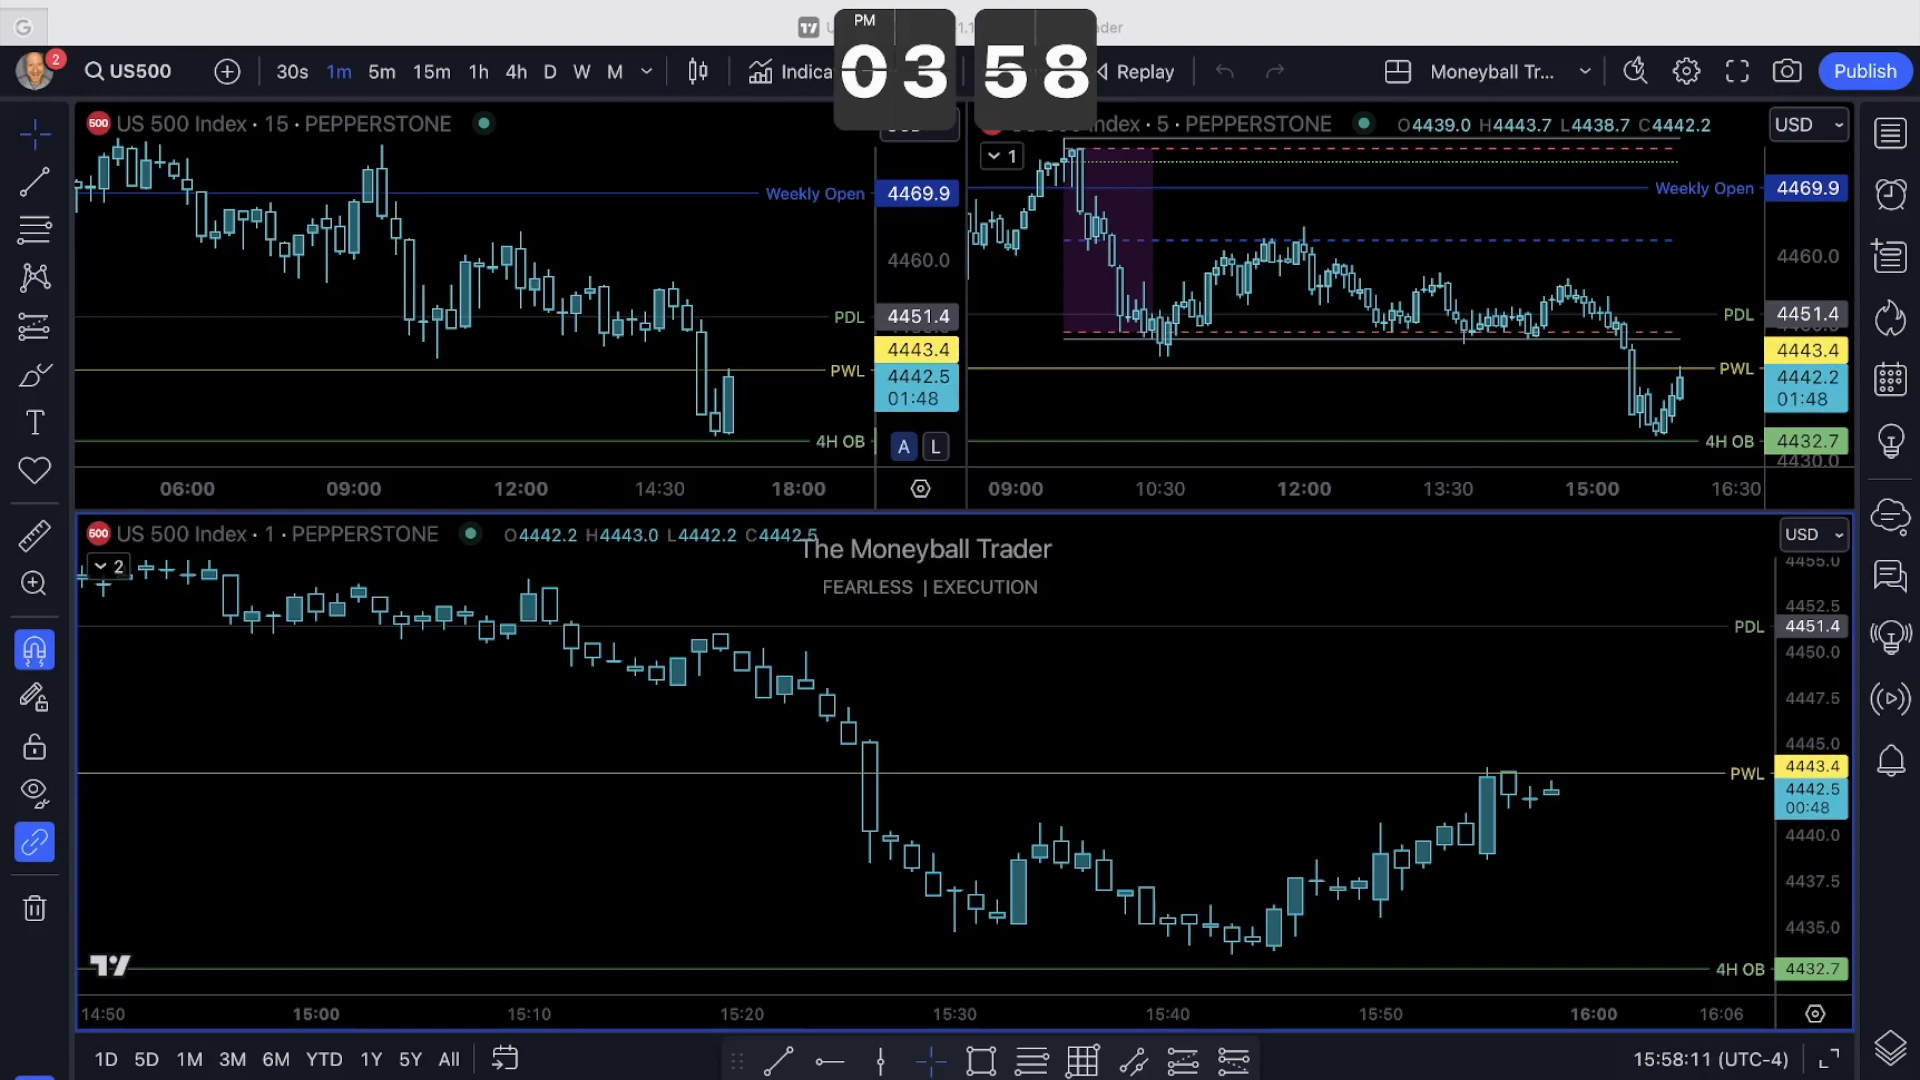 PM
03 58
2
US500
30s 1m 5m 15m 1h 4h D W M
Indica
Replay
Moneyball Tr...
Publish
500 US 500 Index · 15 · PEPPERSTONE
Weekly Open 4469.9
4460.0
PDL 4451.4
4443.4
PWL 4442.5
01:48
4H OB
A L
06:00 09:00 12:00 14:30 18:00
Index · 5 · PEPPERSTONE O4439.0 H4443.7 L4438.7 C4442.2
USD
1
Weekly Open 4469.9
4460.0
PDL 4451.4
4443.4
PWL 4442.2
01:48
4H OB 4432.7
4430.0
09:00 10:30 12:00 13:30 15:00 16:30
500 US 500 Index · 1 · PEPPERSTONE O4442.2 H4443.0 L4442.2 C4442.5
USD
The Moneyball Trader
2
4455.0
FEARLESS | EXECUTION
4452.5
PDL 4451.4
4450.0
4447.5
4445.0
4443.4
PWL 4442.5
00:48
4440.0
4437.5
4435.0
4H OB 4432.7
14:50 15:00 15:10 15:20 15:30 15:40 15:50 16:00 16:06
1D 5D 1M 3M 6M YTD 1Y 5Y All
15:58:11 (UTC-4)